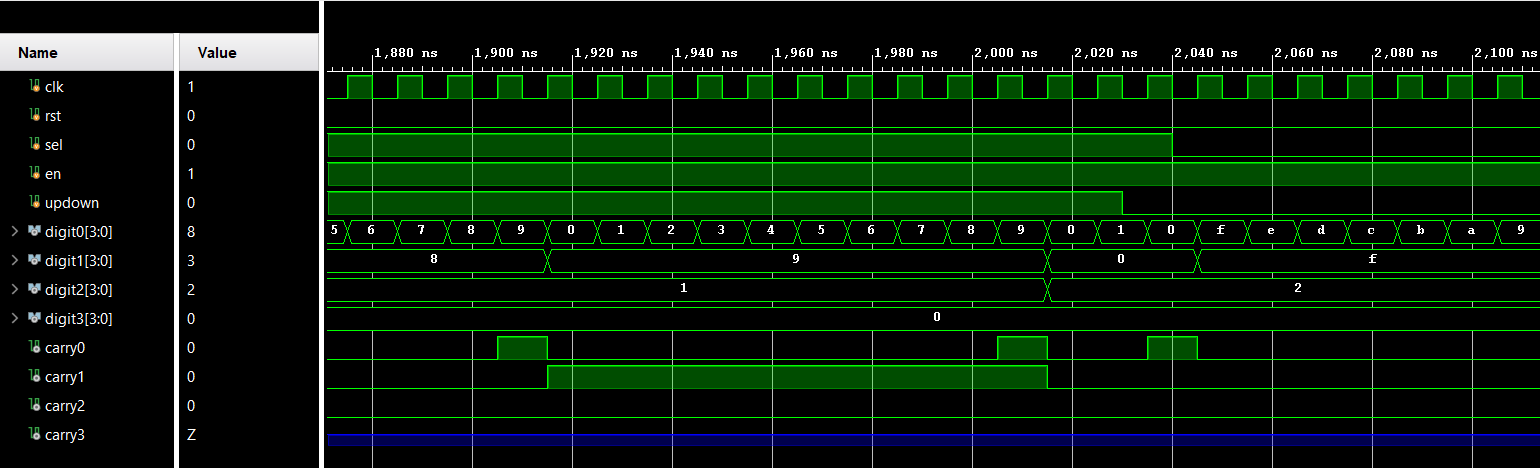 Name Value
1,880 ns 1,900 ns 1,920 ns 1,940 ns 1,960 ns 1,980 ns 2,000 ns 2,020 ns 2,040 ns 2,060 ns 2,080 ns 2,100 ns
clk 1
rst 0
sel 0
en 1
updown 0
digit0[3:0] 8 5 6 7 8 9 0 1 2 3 4 5 6 7 8 9 0 1 0 f e d c b a 9
digit1[3:0] 3 8 9 0 f
digit2[3:0] 2 1 2
digit3[3:0] 0 0
carry0 0
carry1 0
carry2 0
carry3 Z